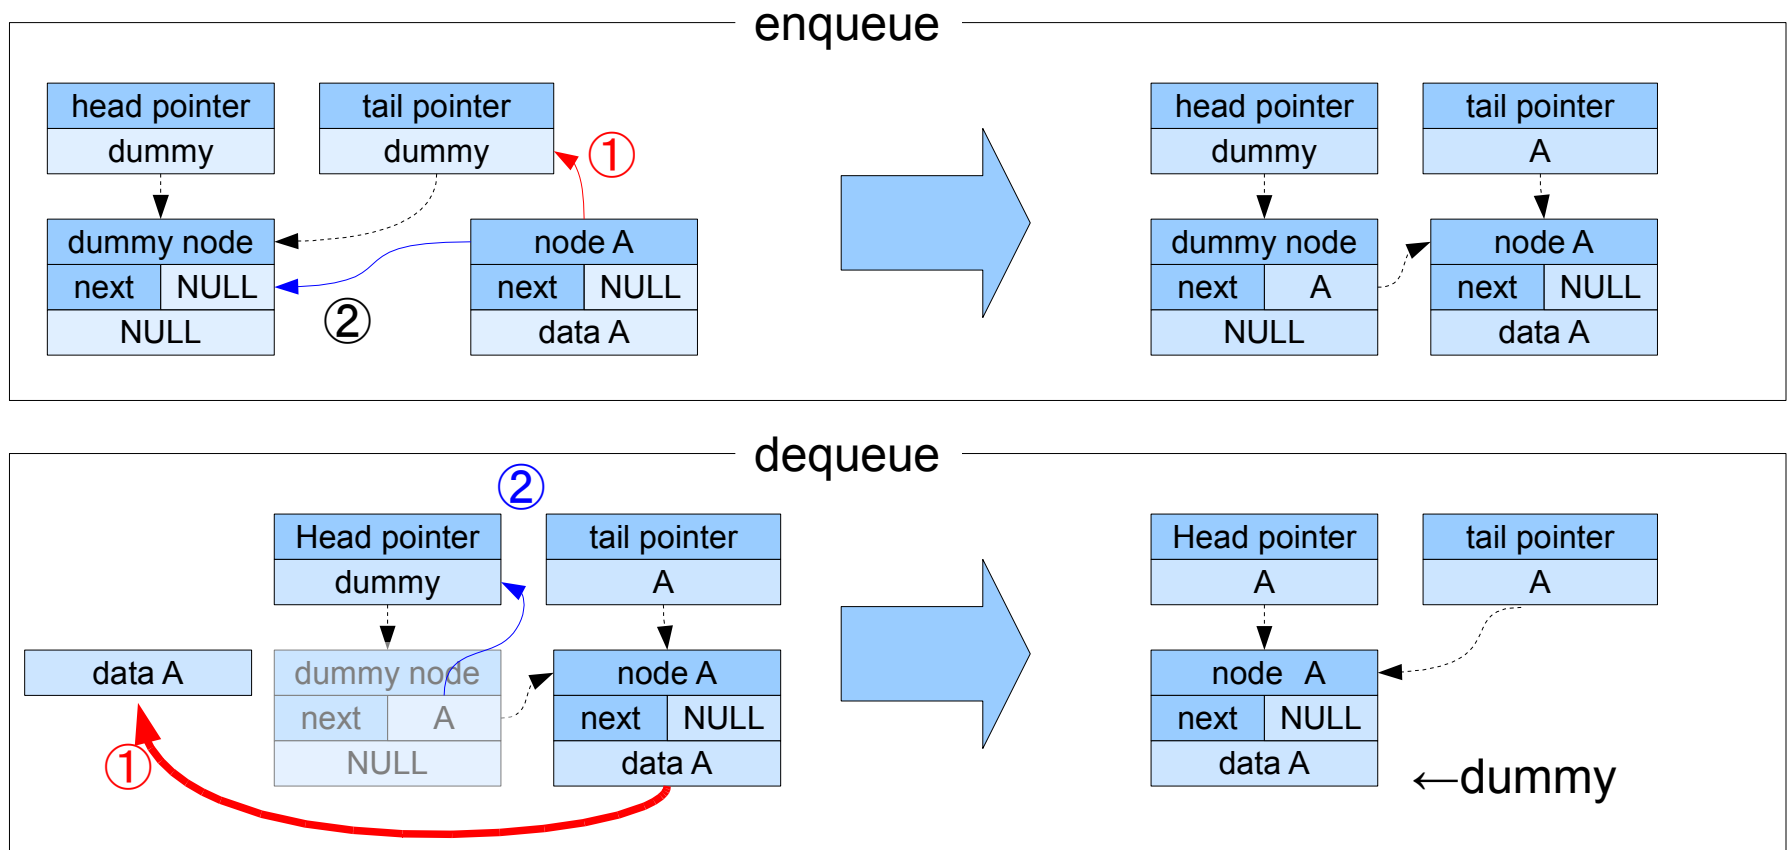 enqueue
head pointer tail pointer head pointer tail pointer
dummy dummy ① dummy A
dummy node node A dummy node node A
next NULL next NULL next A next NULL
② 
NULL data A NULL data A
dequeue
②
Head pointer tail pointer Head pointer tail pointer
dummy A A A
data A dummy node node A node A
next A next NULL next NULL
① NULL data A data A
←dummy